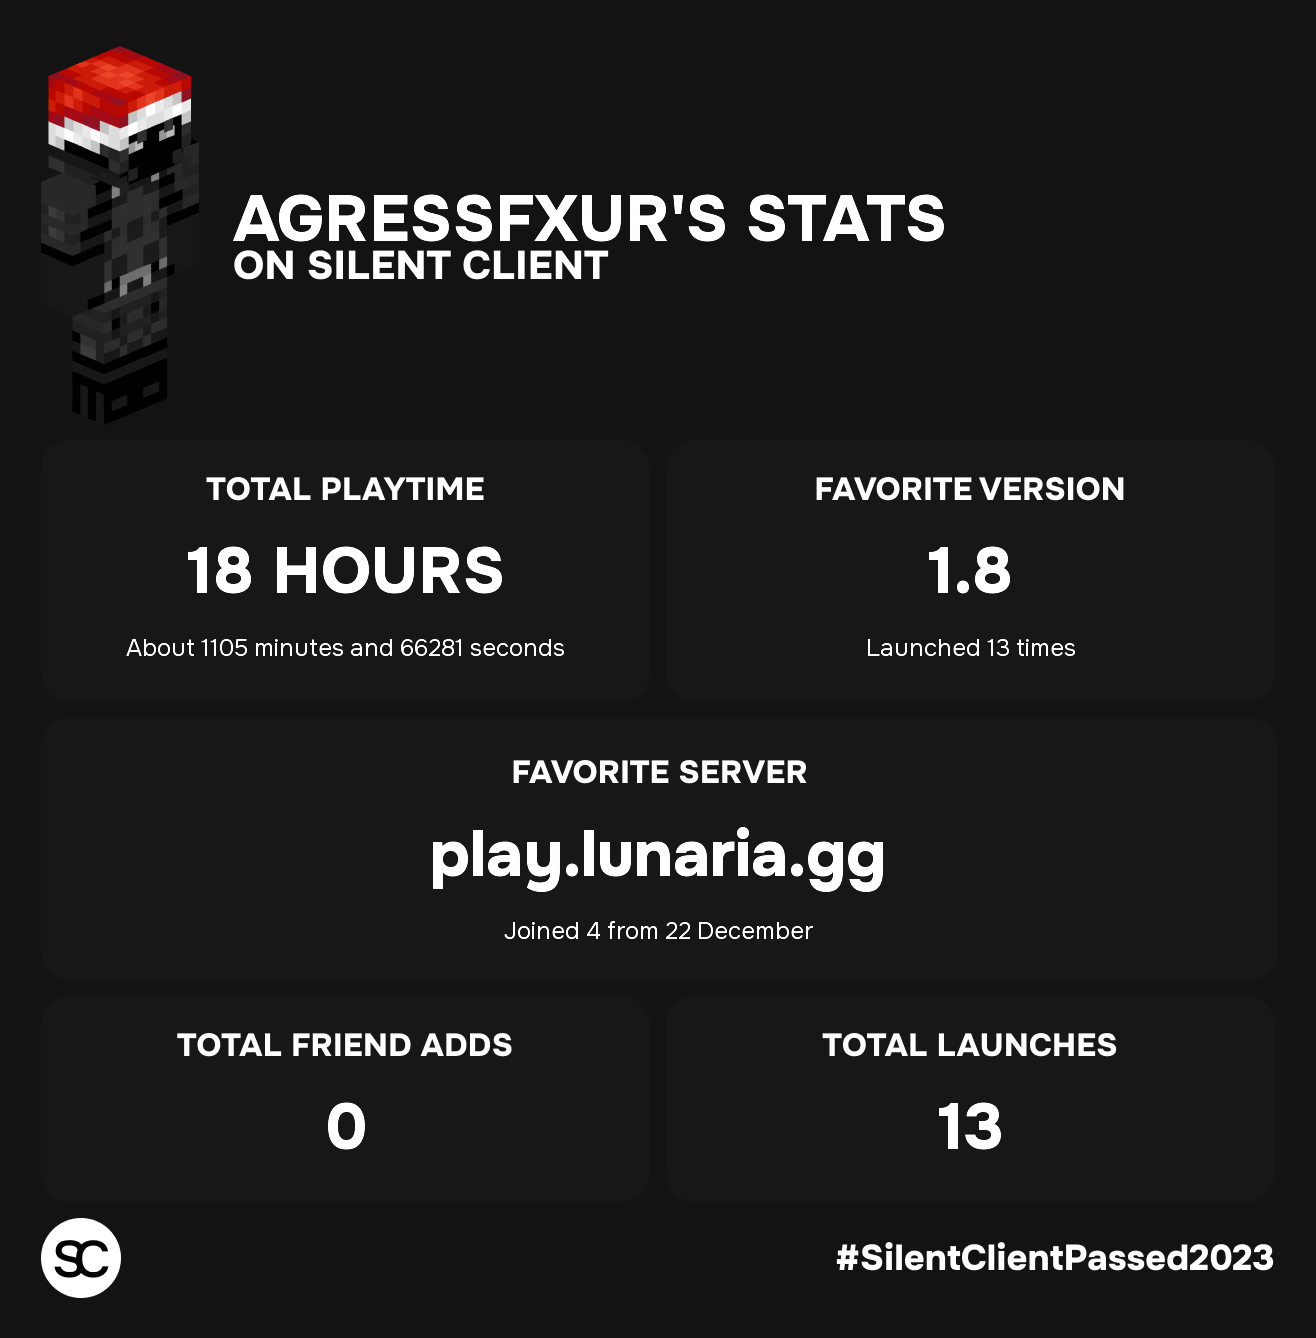 AGRESSFXUR'S STATS
ON SILENT CLIENT
TOTAL PLAYTIME
18 HOURS
About 1105 minutes and 66281 seconds
FAVORITE VERSION
1.8
Launched 13 times
FAVORITE SERVER
play.lunaria.gg
Joined 4 from 22 December
TOTAL FRIEND ADDS
0
TOTAL LAUNCHES
13
SC
#SilentClientPassed2023